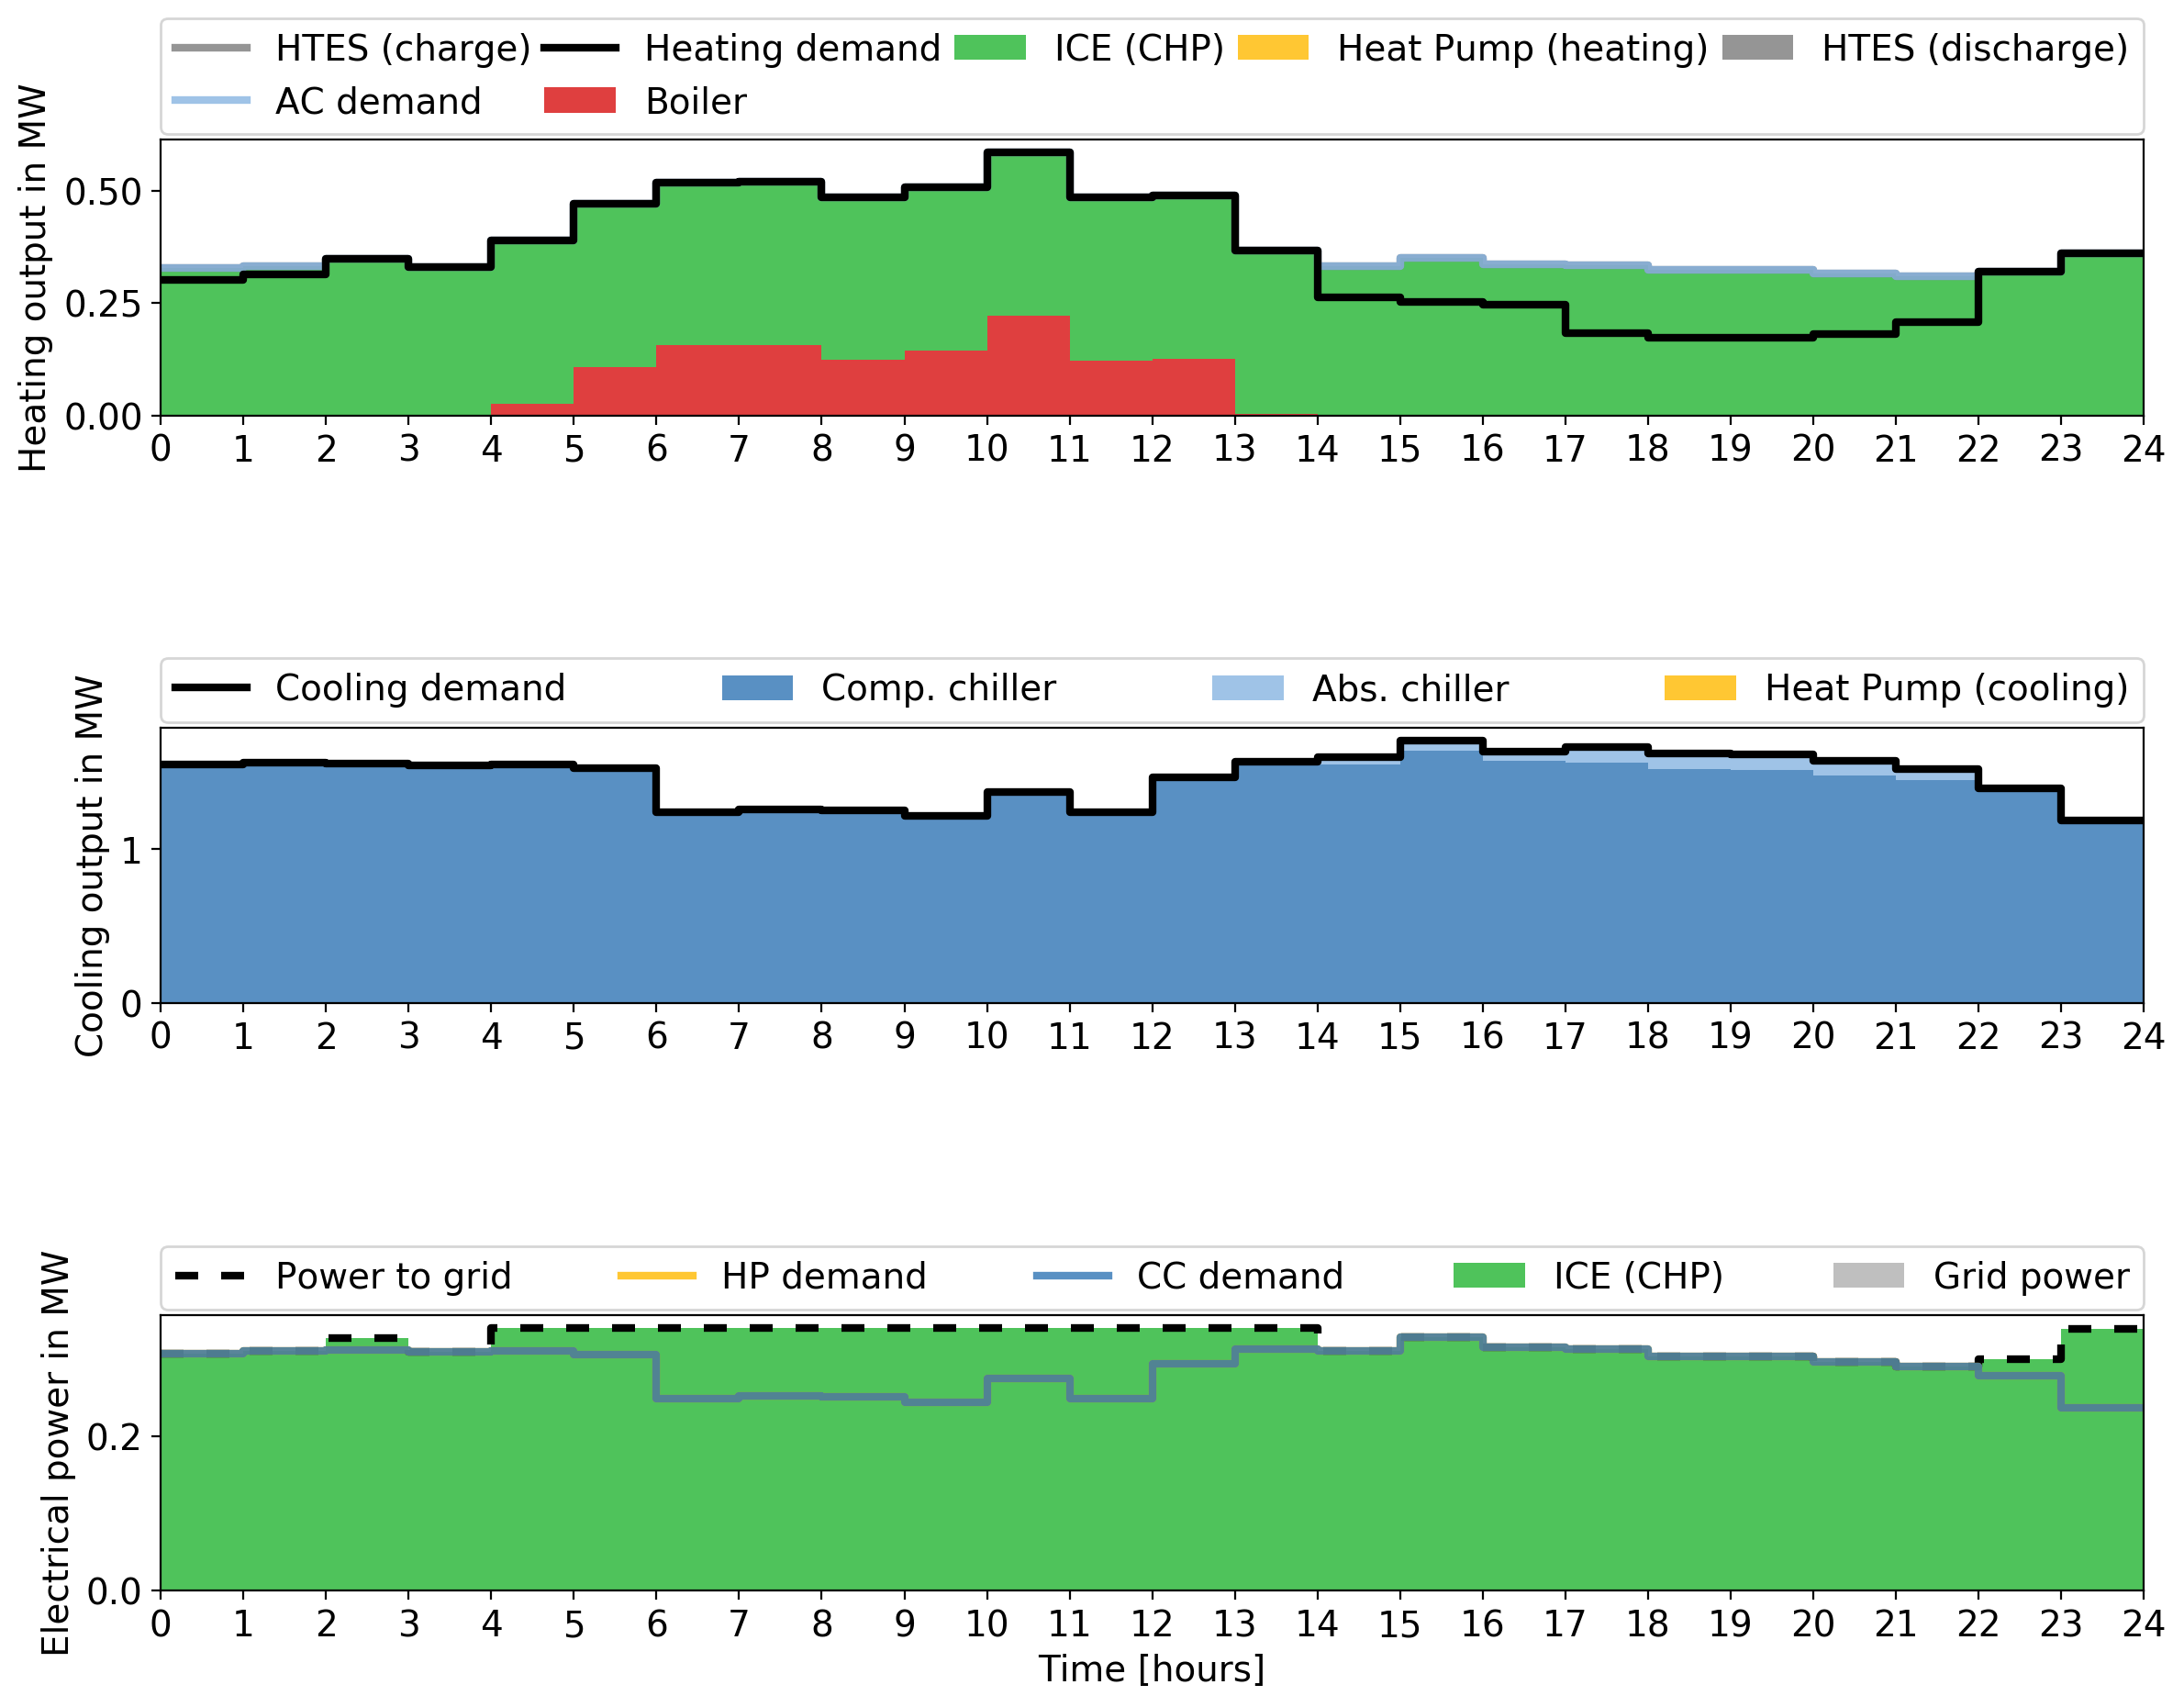 HTES (charge) Heating demand ICE (CHP) Heat Pump (heating) HTES (discharge)
AC demand Boiler
Heating output in MW
0.50
0.25
0.00
0 1 2 3 4 5 6 7 8 9 10 11 12 13 14 15 16 17 18 19 20 21 22 23 24
Cooling demand Comp. chiller Abs. chiller Heat Pump (cooling)
Cooling output in MW
1
0
0 1 2 3 4 5 6 7 8 9 10 11 12 13 14 15 16 17 18 19 20 21 22 23 24
Power to grid HP demand CC demand ICE (CHP) Grid power
Electrical power in MW
0.2
0.0
0 1 2 3 4 5 6 7 8 9 10 11 12 13 14 15 16 17 18 19 20 21 22 23 24
Time [hours]